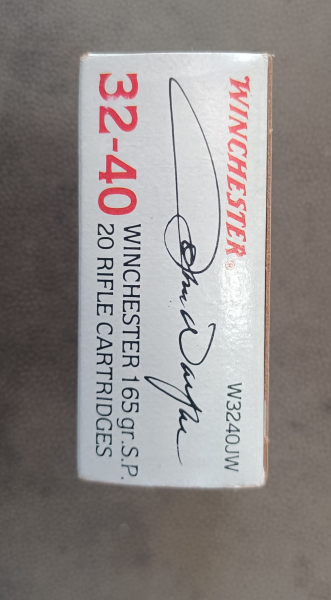 WINCHESTER®
W3240JW
John Wayne
32-40 WINCHESTER 165 gr. S.P.
20 RIFLE CARTRIDGES